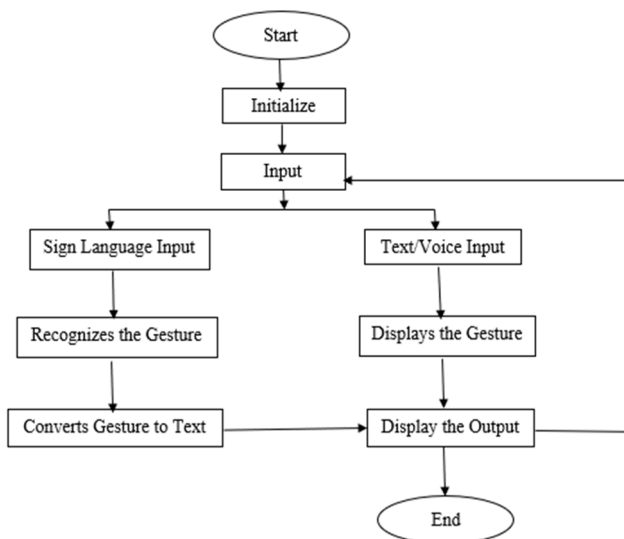 Start
Initialize
Input
Sign Language Input
Text/Voice Input
Recognizes the Gesture
Displays the Gesture
Converts Gesture to Text
Display the Output
End